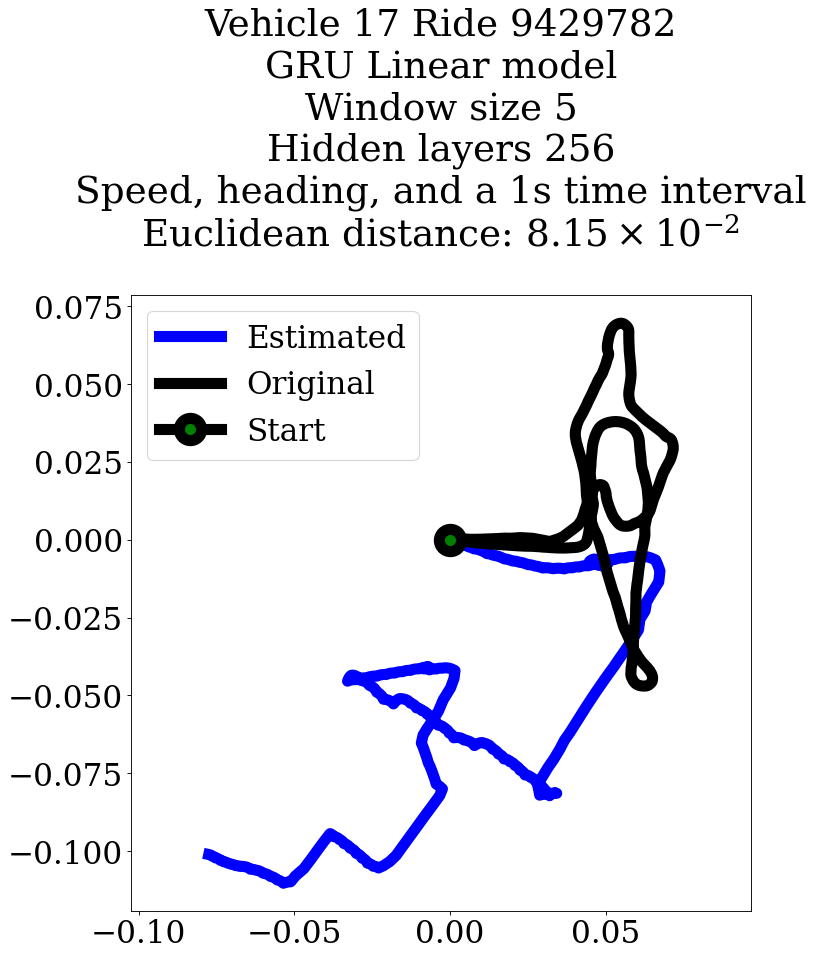 Vehicle 17 Ride 9429782
GRU Linear model
Window size 5
Hidden layers 256
Speed, heading, and a 1s time interval
Euclidean distance: 8.15 × 10⁻²
Estimated
Original
Start
0.075
0.050
0.025
0.000
−0.025
−0.050
−0.075
−0.100
−0.10 −0.05 0.00 0.05